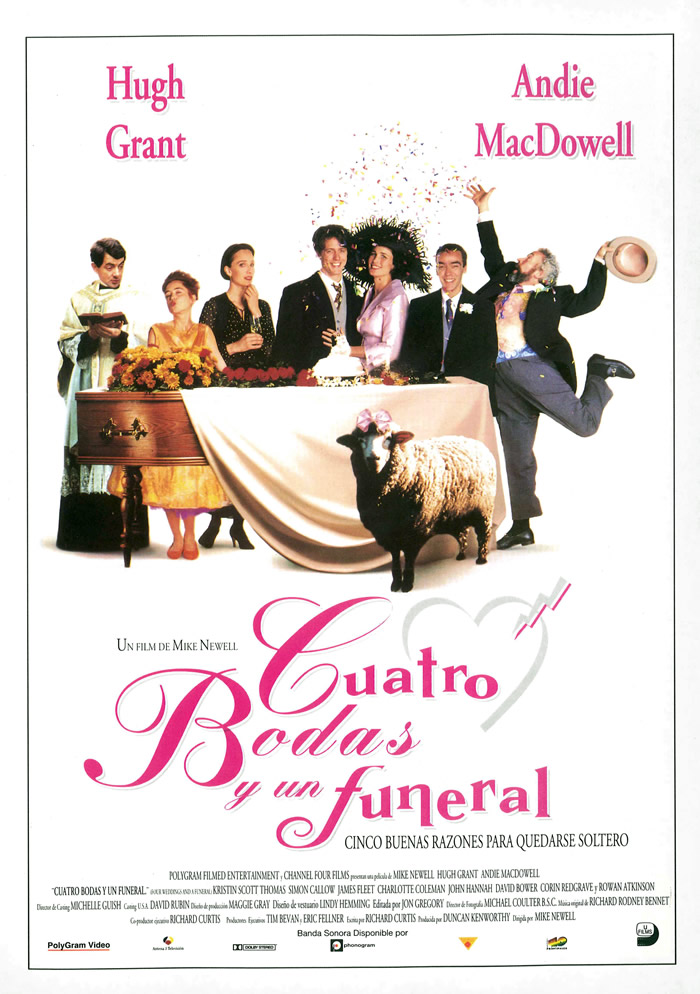 Hugh
Grant
Andie
MacDowell
UN FILM DE MIKE NEWELL
Cuatro
Bodas
y un
funeral
CINCO BUENAS RAZONES PARA QUEDARSE SOLTERO
POLYGRAM FILMED ENTERTAINMENT y CHANNEL FOUR FILMS presentan una película de MIKE NEWELL HUGH GRANT ANDIE MACDOWELL
"CUATRO BODAS Y UN FUNERAL" (FOUR WEDDINGS AND A FUNERAL) KRISTIN SCOTT THOMAS SIMON CALLOW JAMES FLEET CHARLOTTE COLEMAN JOHN HANNAH DAVID BOWER CORIN REDGRAVE y ROWAN ATKINSON
Director de Casting MICHELLE GUISH Casting U.S.A. DAVID RUBIN Diseño de producción MAGGIE GRAY Diseño de vestuario LINDY HEMMING Editada por JON GREGORY Director de Fotografía MICHAEL COULTER B.S.C. Música original de RICHARD RODNEY BENNET
Co-productor ejecutivo RICHARD CURTIS Productores Ejecutivos TIM BEVAN y ERIC FELLNER Escrita por RICHARD CURTIS Producida por DUNCAN KENWORTHY Dirigida por MIKE NEWELL
Banda Sonora Disponible por
PolyGram Video
Antena 3 Televisión
DOLBY STEREO
phonogram
U
FILMS